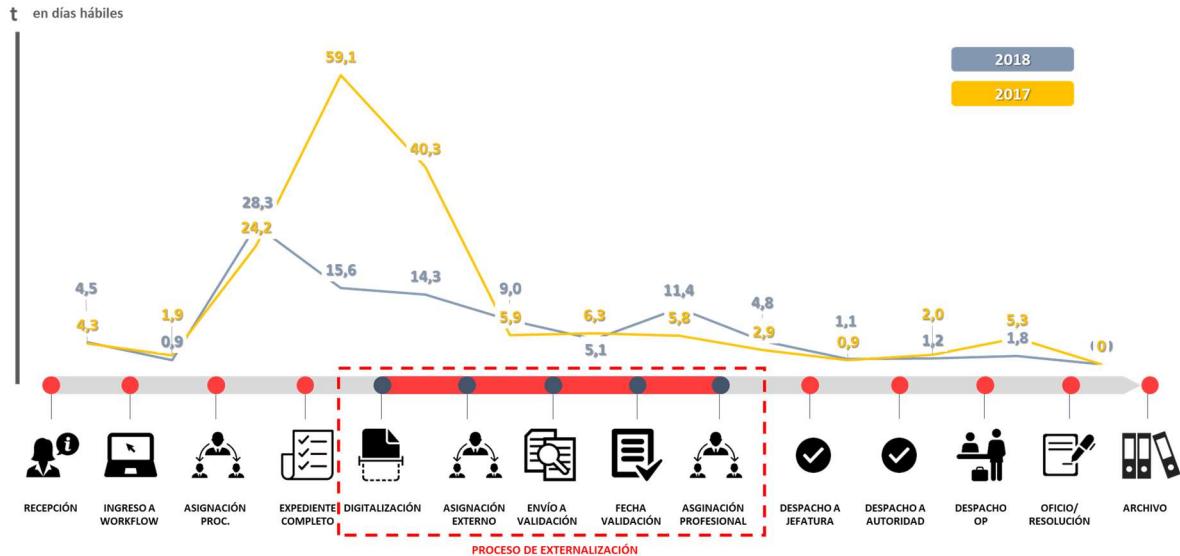 t en días hábiles
59,1
2018
2017
40,3
28,3
24,2
15,6
14,3
4,5
4,3
1,9
0,9
9,0
5,9
6,3
5,1
11,4
5,8
4,8
2,9
1,1
0,9
2,0
1,2
5,3
1,8
(0)
RECEPCIÓN
INGRESO A
WORKFLOW
ASIGNACIÓN
PROC.
EXPEDIENTE
COMPLETO
DIGITALIZACIÓN
ASIGNACIÓN
EXTERNO
ENVÍO A
VALIDACIÓN
FECHA
VALIDACIÓN
ASGINACIÓN
PROFESIONAL
DESPACHO A
JEFATURA
DESPACHO A
AUTORIDAD
DESPACHO
OP
OFICIO/
RESOLUCIÓN
ARCHIVO
PROCESO DE EXTERNALIZACIÓN